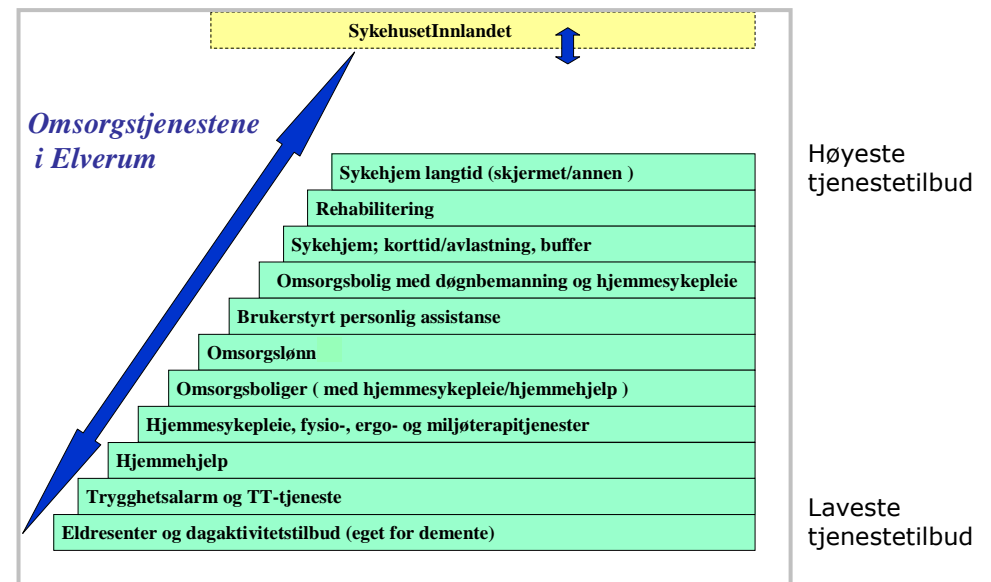 SykehusetInnlandet
Omsorgstjenestene
i Elverum
Høyeste
tjenestetilbud
Sykehjem langtid (skjermet/annen )
Rehabilitering
Sykehjem; korttid/avlastning, buffer
Omsorgsbolig med døgnbemanning og hjemmesykepleie
Brukerstyrt personlig assistanse
Omsorgslønn
Omsorgsboliger ( med hjemmesykepleie/hjemmehjelp )
Hjemmesykepleie, fysio-, ergo- og miljøterapitjenester
Hjemmehjelp
Trygghetsalarm og TT-tjeneste
Eldresenter og dagaktivitetstilbud (eget for demente)
Laveste
tjenestetilbud